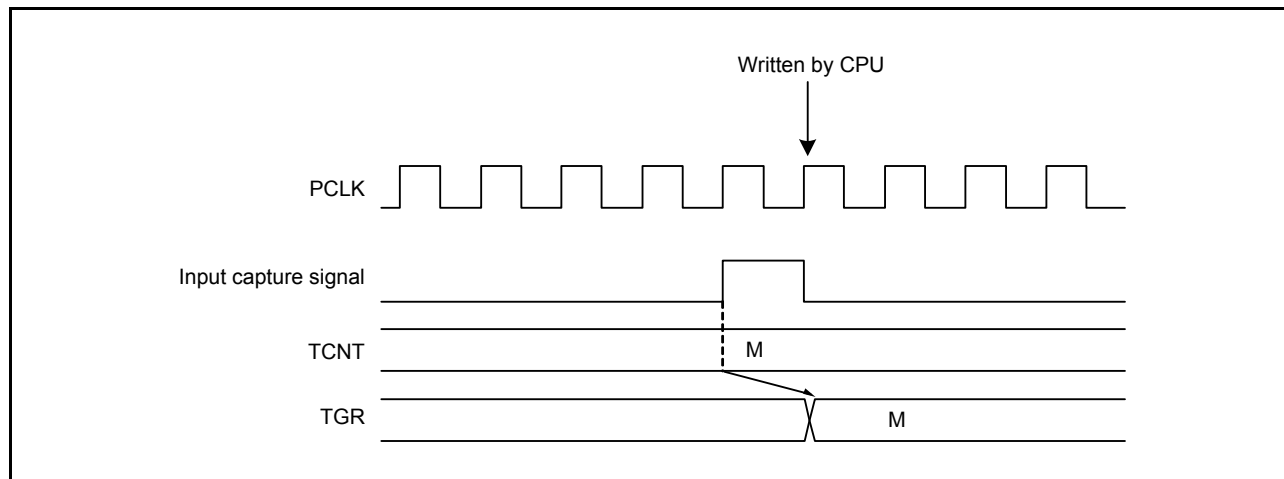 Written by CPU
PCLK
Input capture signal
TCNT
M
TGR
M